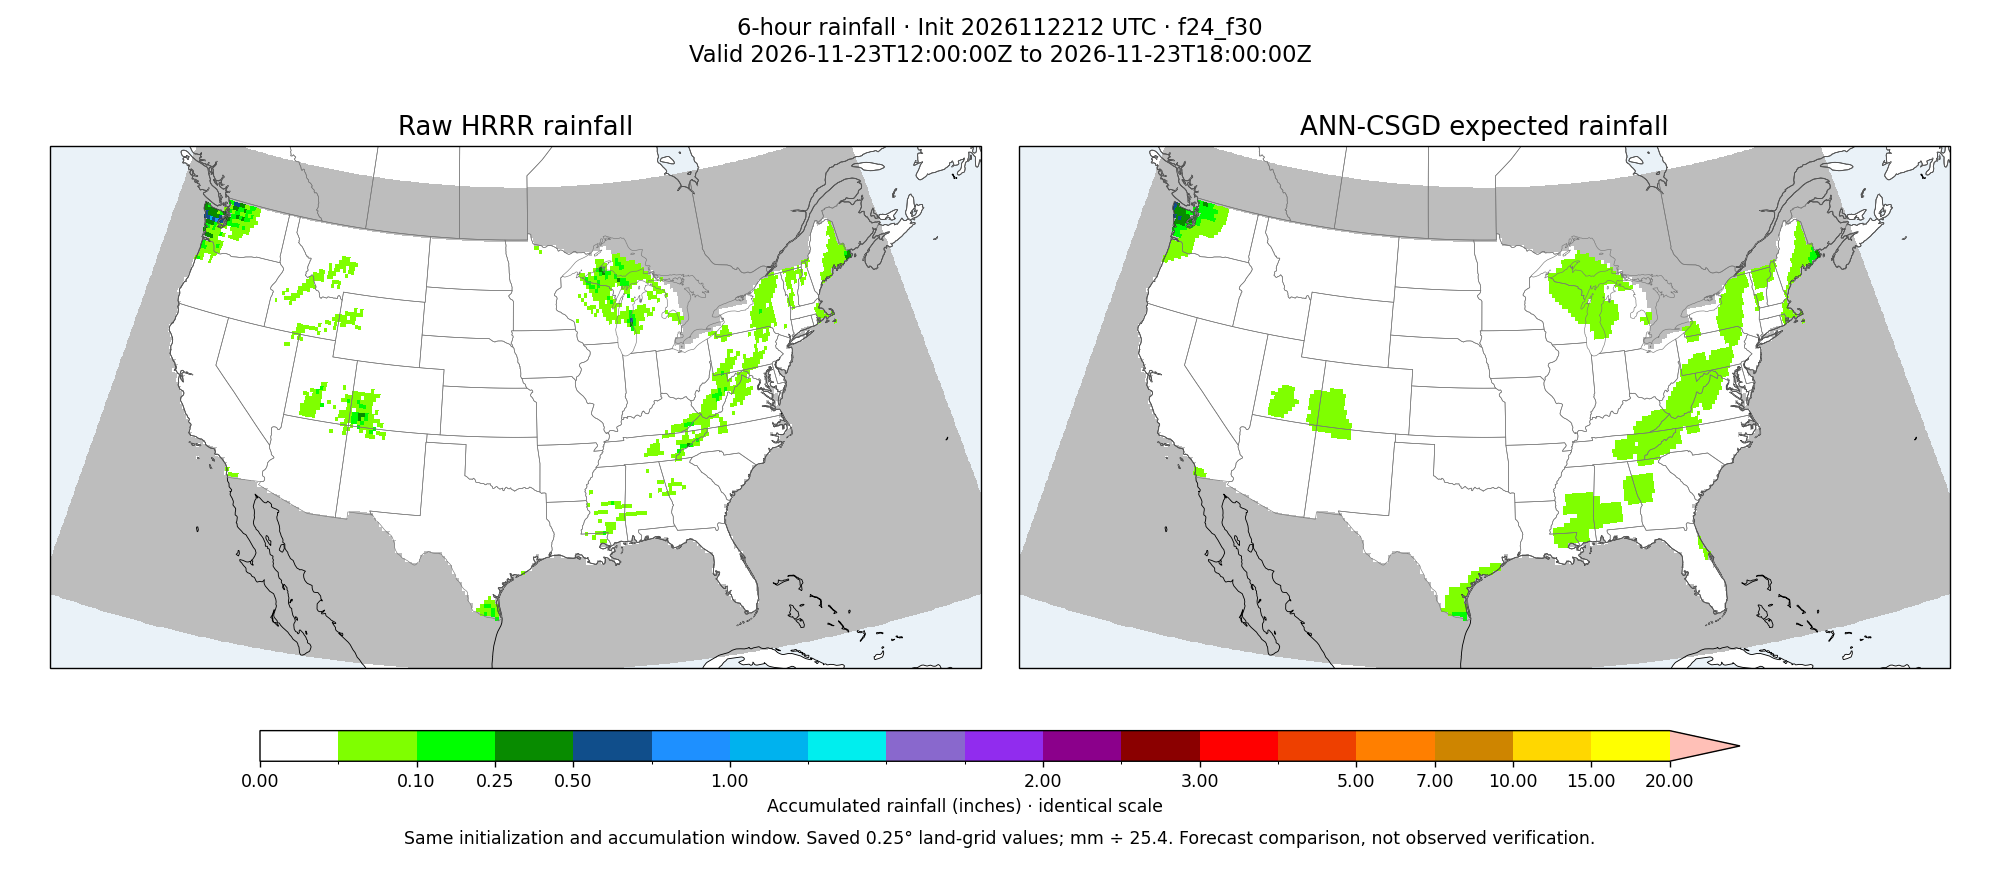 6-hour rainfall · Init 2026112212 UTC · f24_f30
Valid 2026-11-23T12:00:00Z to 2026-11-23T18:00:00Z
Raw HRRR rainfall
ANN-CSGD expected rainfall
0.00 0.10 0.25 0.50 1.00 2.00 3.00 5.00 7.00 10.00 15.00 20.00
Accumulated rainfall (inches) · identical scale
Same initialization and accumulation window. Saved 0.25° land-grid values; mm ÷ 25.4. Forecast comparison, not observed verification.